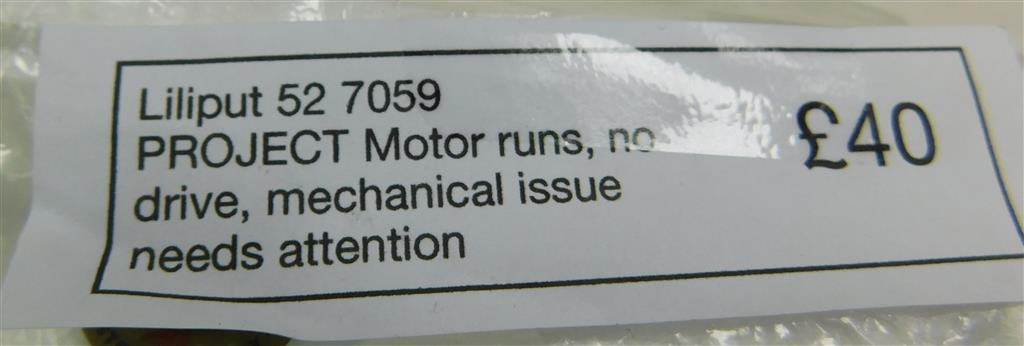 Liliput 52 7059
PROJECT Motor runs, no
drive, mechanical issue
needs attention
£40